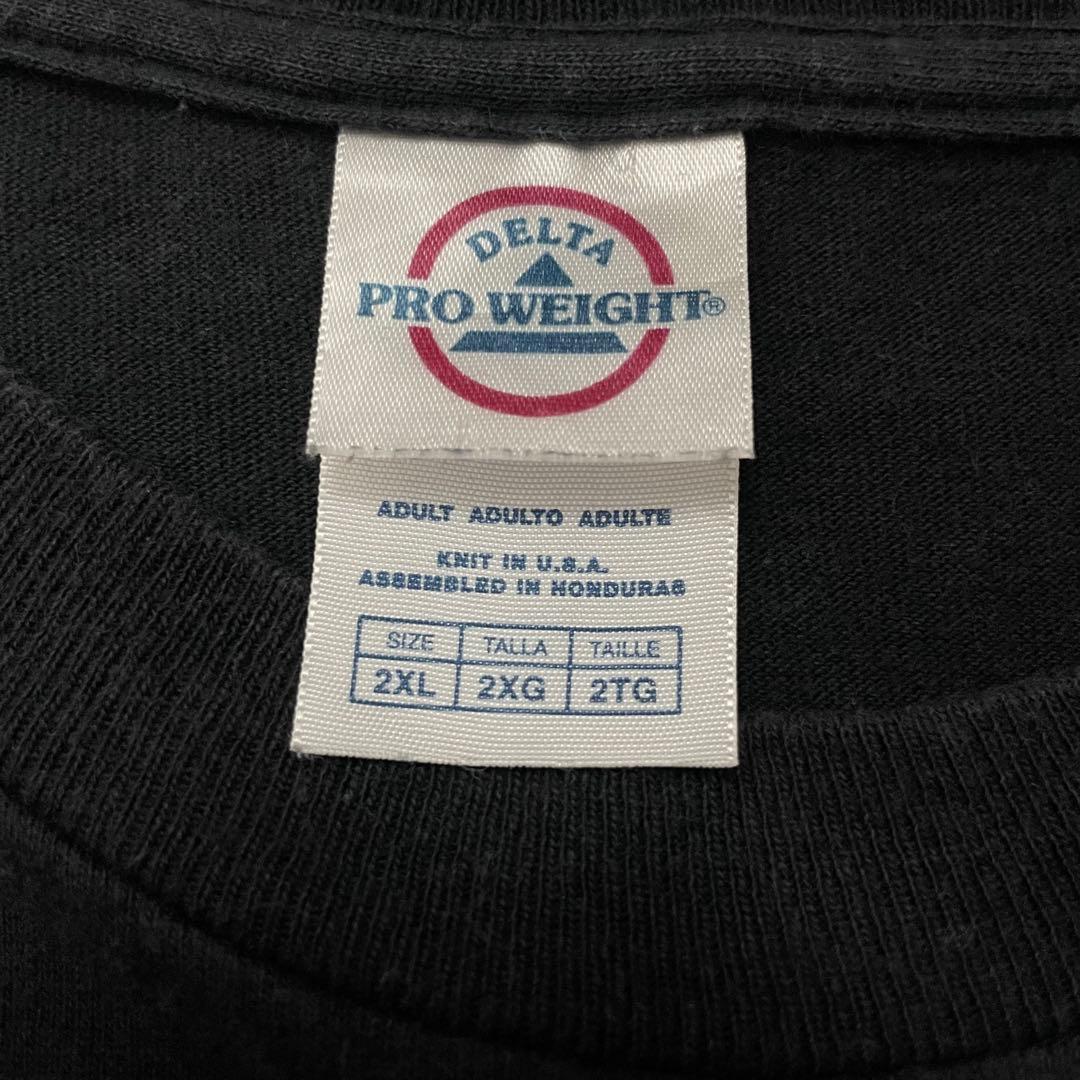 DELTA
PRO WEIGHT®
ADULT ADULTO ADULTE
KNIT IN U.S.A.
ASSEMBLED IN HONDURAS
SIZE TALLA TAILLE
2XL 2XG 2TG